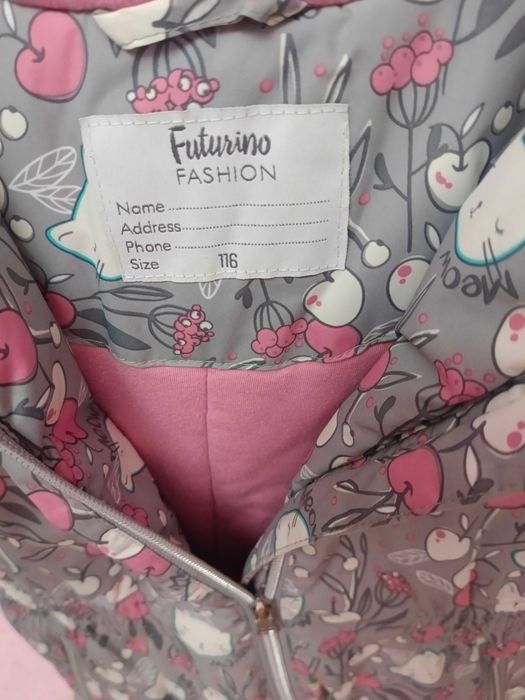 Futurino
FASHION
Name
Address
Phone
Size 116
Meow